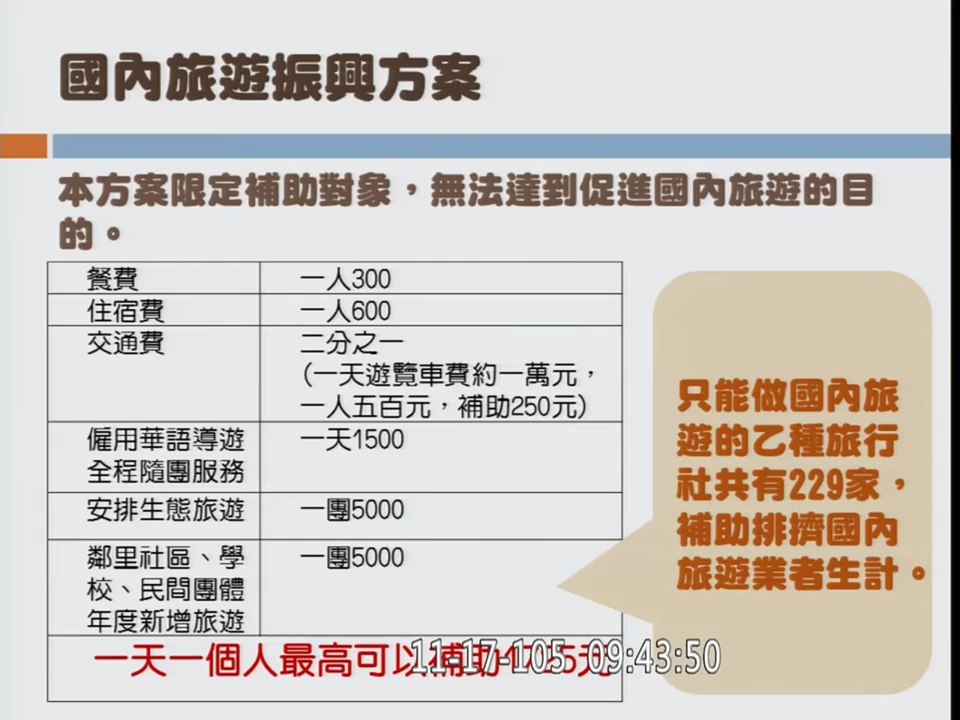 國內旅遊振興方案
本方案限定補助對象，無法達到促進國內旅遊的目
的。
餐費 一人300
住宿費 一人600
交通費 二分之一
(一天遊覽車費約一萬元，
一人五百元，補助250元)
僱用華語導遊 一天1500
全程隨團服務
安排生態旅遊 一團5000
鄰里社區、學 一團5000
校、民間團體
年度新增旅遊
只能做國內旅
遊的乙種旅行
社共有229家，
補助排擠國內
旅遊業者生計。
一天一個人最高可以補助
11-17-105 09:43:50